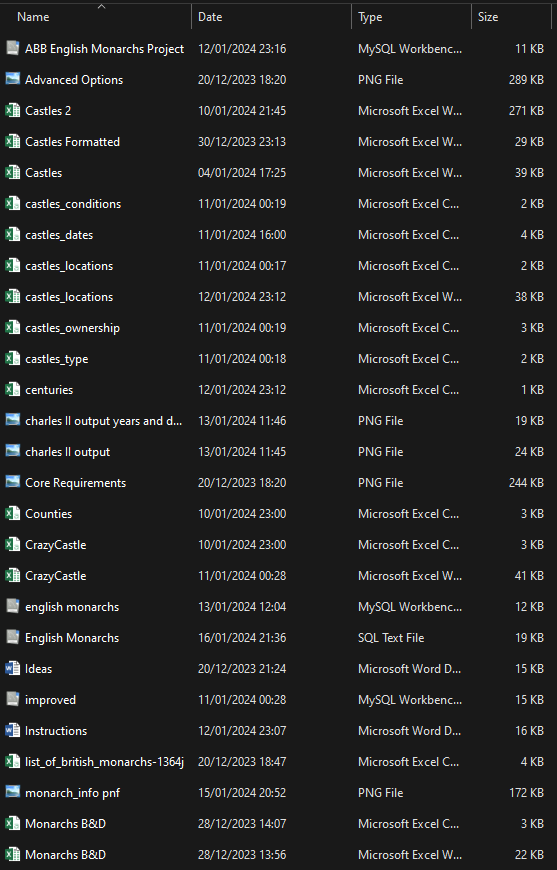 Name Date Type Size
ABB English Monarchs Project 12/01/2024 23:16 MySQL Workbenc... 11 KB
Advanced Options 20/12/2023 18:20 PNG File 289 KB
Castles 2 10/01/2024 21:45 Microsoft Excel W... 271 KB
Castles Formatted 30/12/2023 23:13 Microsoft Excel W... 29 KB
Castles 04/01/2024 17:25 Microsoft Excel W... 39 KB
castles_conditions 11/01/2024 00:19 Microsoft Excel C... 2 KB
castles_dates 11/01/2024 16:00 Microsoft Excel C... 4 KB
castles_locations 11/01/2024 00:17 Microsoft Excel C... 2 KB
castles_locations 12/01/2024 23:12 Microsoft Excel W... 38 KB
castles_ownership 11/01/2024 00:19 Microsoft Excel C... 3 KB
castles_type 11/01/2024 00:18 Microsoft Excel C... 2 KB
centuries 12/01/2024 23:12 Microsoft Excel C... 1 KB
charles II output years and d... 13/01/2024 11:46 PNG File 19 KB
charles II output 13/01/2024 11:45 PNG File 24 KB
Core Requirements 20/12/2023 18:20 PNG File 244 KB
Counties 10/01/2024 23:00 Microsoft Excel C... 3 KB
CrazyCastle 10/01/2024 23:00 Microsoft Excel C... 3 KB
CrazyCastle 11/01/2024 00:28 Microsoft Excel W... 41 KB
english monarchs 13/01/2024 12:04 MySQL Workbenc... 12 KB
English Monarchs 16/01/2024 21:36 SQL Text File 19 KB
Ideas 20/12/2023 21:24 Microsoft Word D... 15 KB
improved 11/01/2024 00:28 MySQL Workbenc... 15 KB
Instructions 12/01/2024 23:07 Microsoft Word D... 16 KB
list_of_british_monarchs-1364j 20/12/2023 18:47 Microsoft Excel C... 4 KB
monarch_info pnf 15/01/2024 20:52 PNG File 172 KB
Monarchs B&D 28/12/2023 14:07 Microsoft Excel C... 3 KB
Monarchs B&D 28/12/2023 13:56 Microsoft Excel W... 22 KB